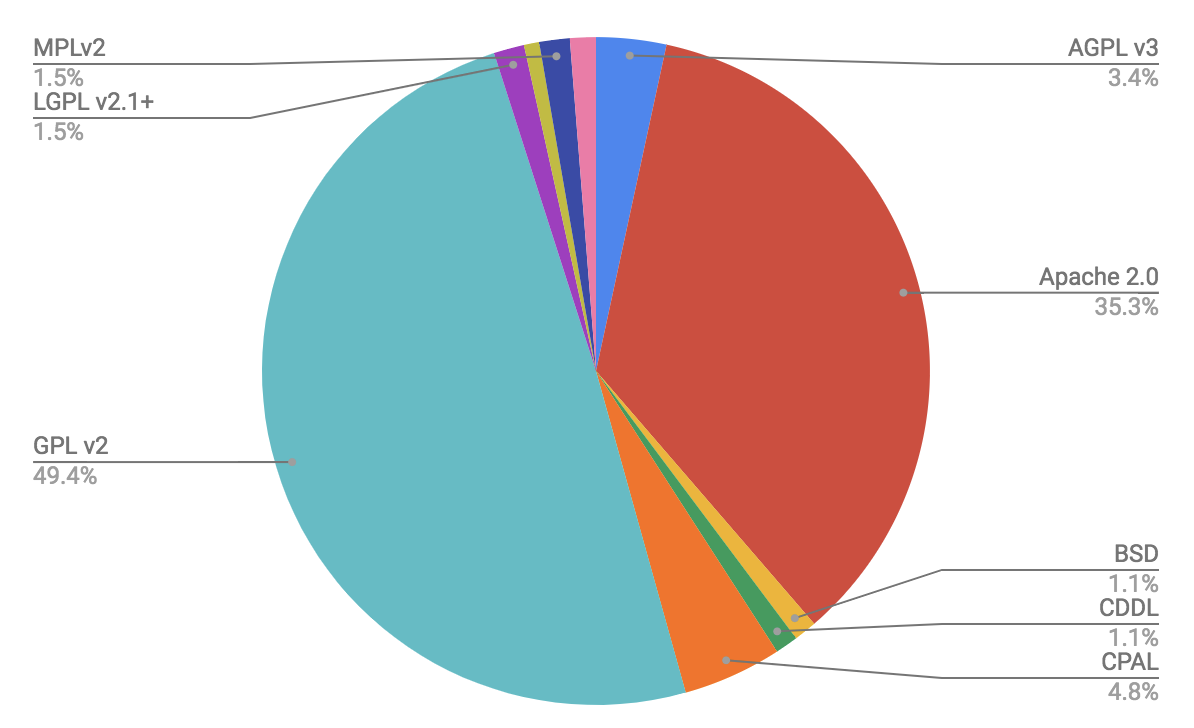 MPLv2
1.5%
LGPL v2.1+
1.5%
GPL v2
49.4%
AGPL v3
3.4%
Apache 2.0
35.3%
BSD
1.1%
CDDL
1.1%
CPAL
4.8%